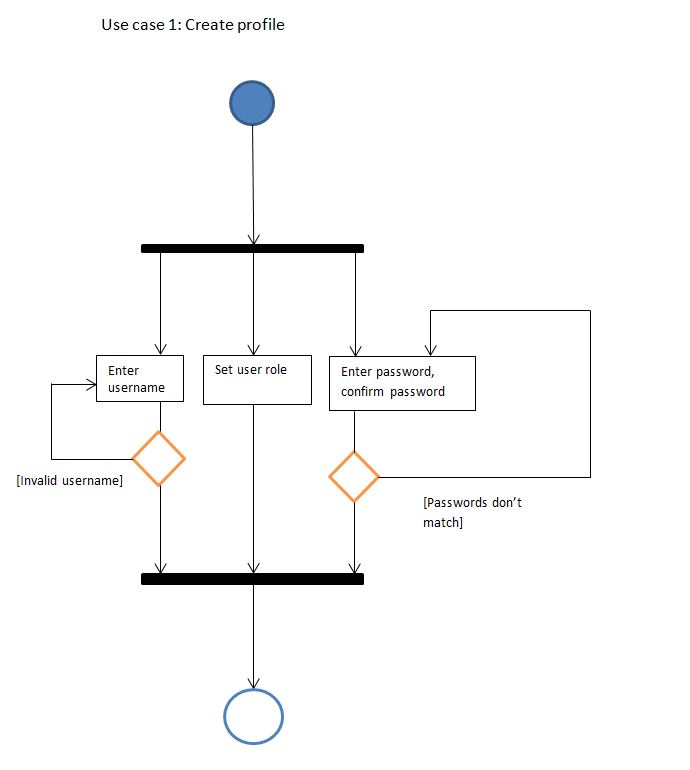 Use case 1: Create profile
Enter
username
Set user role
Enter password,
confirm password
[Invalid username]
[Passwords don't
match]